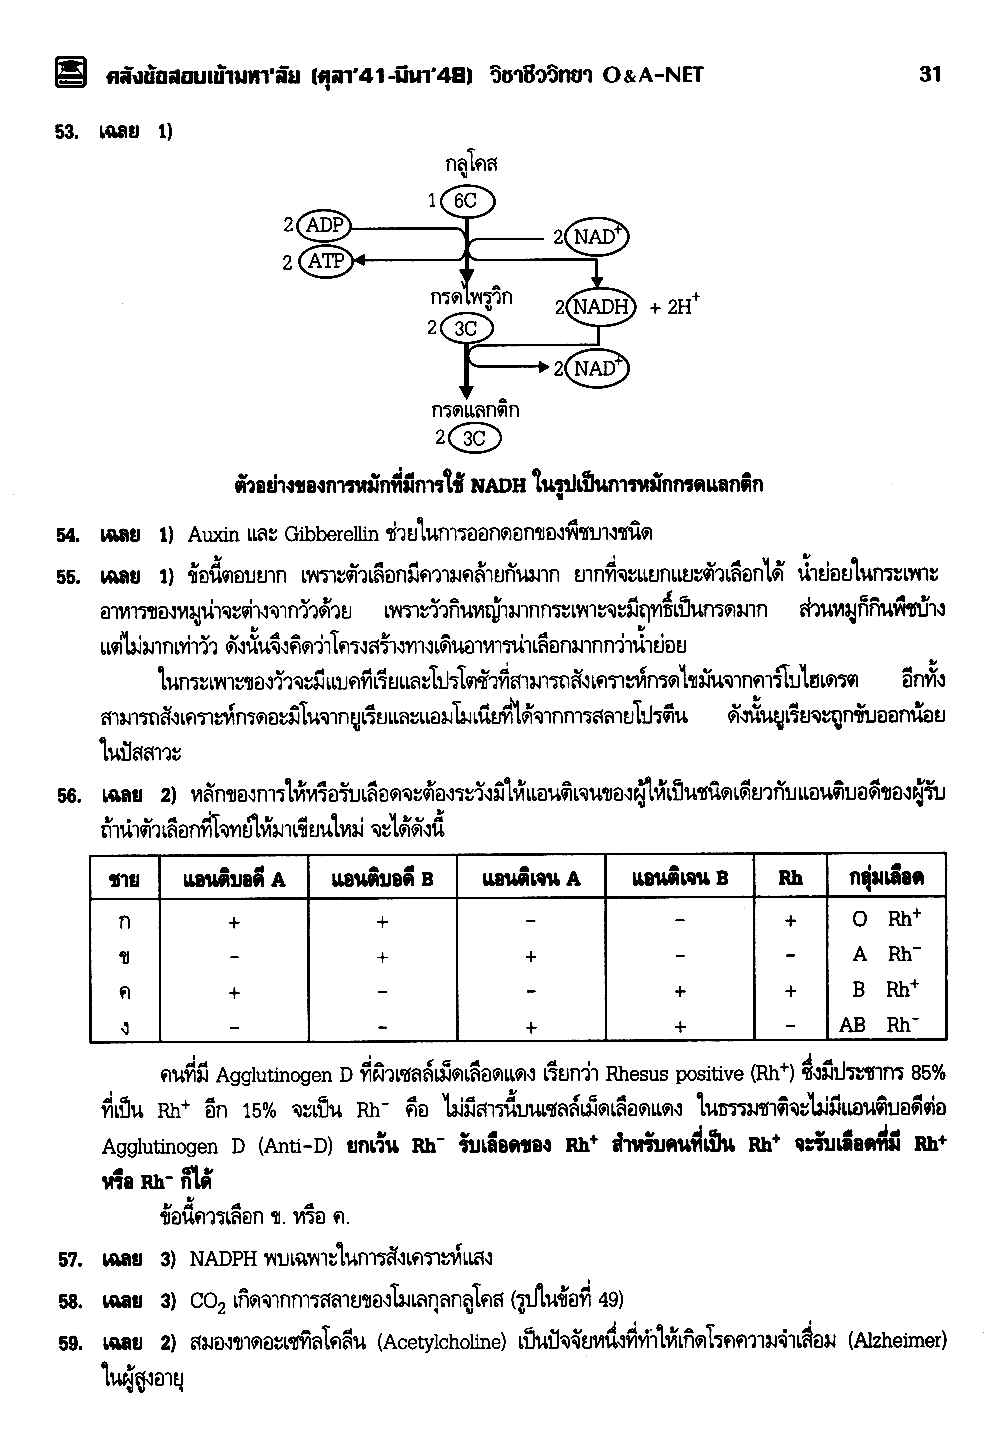 คลังข้อสอบเข้ามหา'ลัย (ตุลา'41-มีนา'48) วิชาชีววิทยา O&A-NET 31
53. เฉลย 1)
กลูโคส
1 6C
2 ADP
2 NAD+
2 ATP
กรดไพรูวิก
2 NADH + 2H+
2 3C
2 NAD+
กรดแลกติก
2 3C
ตัวอย่างของการหมักที่มีการใช้ NADH ในรูปเป็นการหมักกรดแลกติก
54. เฉลย 1) Auxin และ Gibberellin ช่วยในการออกดอกของพืชบางชนิด
55. เฉลย 1) ข้อนี้ตอบยาก เพราะตัวเลือกมีความคล้ายกันมาก ยากที่จะแยกแยะตัวเลือกได้ น้ำย่อยในกระเพาะ
อาหารของหมูน่าจะต่างจากวัวด้วย เพราะวัวกินหญ้ามากกระเพาะจะมีฤทธิ์เป็นกรดมาก ส่วนหมูก็กินพืชบ้าง
แต่ไม่มากเท่าวัว ดังนั้นจึงคิดว่าโครงสร้างทางเดินอาหารน่าเลือกมากกว่าน้ำย่อย
ในกระเพาะของวัวจะมีแบคทีเรียและโปรโตซัวที่สามารถสังเคราะห์กรดไขมันจากคาร์โบไฮเดรต อีกทั้ง
สามารถสังเคราะห์กรดอะมิโนจากยูเรียและแอมโมเนียที่ได้จากการสลายโปรตีน ดังนั้นยูเรียจะถูกขับออกน้อย
ในปัสสาวะ
56. เฉลย 2) หลักของการให้หรือรับเลือดจะต้องระวังมิให้แอนติเจนของผู้ให้เป็นชนิดเดียวกับแอนติบอดีของผู้รับ
ถ้านำตัวเลือกที่โจทย์ให้มาเขียนใหม่ จะได้ดังนี้
ชาย แอนติบอดี A แอนติบอดี B แอนติเจน A แอนติเจน B Rh กลุ่มเลือด
ก + + – – + O Rh+
ข – + + – – A Rh–
ค + – – + + B Rh+
ง – – + + – AB Rh–
คนที่มี Agglutinogen D ที่ผิวเซลล์เม็ดเลือดแดง เรียกว่า Rhesus positive (Rh+) ซึ่งมีประชากร 85%
ที่เป็น Rh+ อีก 15% จะเป็น Rh– คือ ไม่มีสารนี้บนเซลล์เม็ดเลือดแดง ในธรรมชาติจะไม่มีแอนติบอดีต่อ
Agglutinogen D (Anti-D) ยกเว้น Rh– รับเลือดของ Rh+ สำหรับคนที่เป็น Rh+ จะรับเลือดที่มี Rh+
หรือ Rh– ก็ได้
ข้อนี้ควรเลือก ข. หรือ ค.
57. เฉลย 3) NADPH พบเฉพาะในการสังเคราะห์แสง
58. เฉลย 3) CO2 เกิดจากการสลายของโมเลกุลกลูโคส (รูปในข้อที่ 49)
59. เฉลย 2) สมองขาดอะเซทิลโคลีน (Acetylcholine) เป็นปัจจัยหนึ่งที่ทำให้เกิดโรคความจำเสื่อม (Alzheimer)
ในผู้สูงอายุ